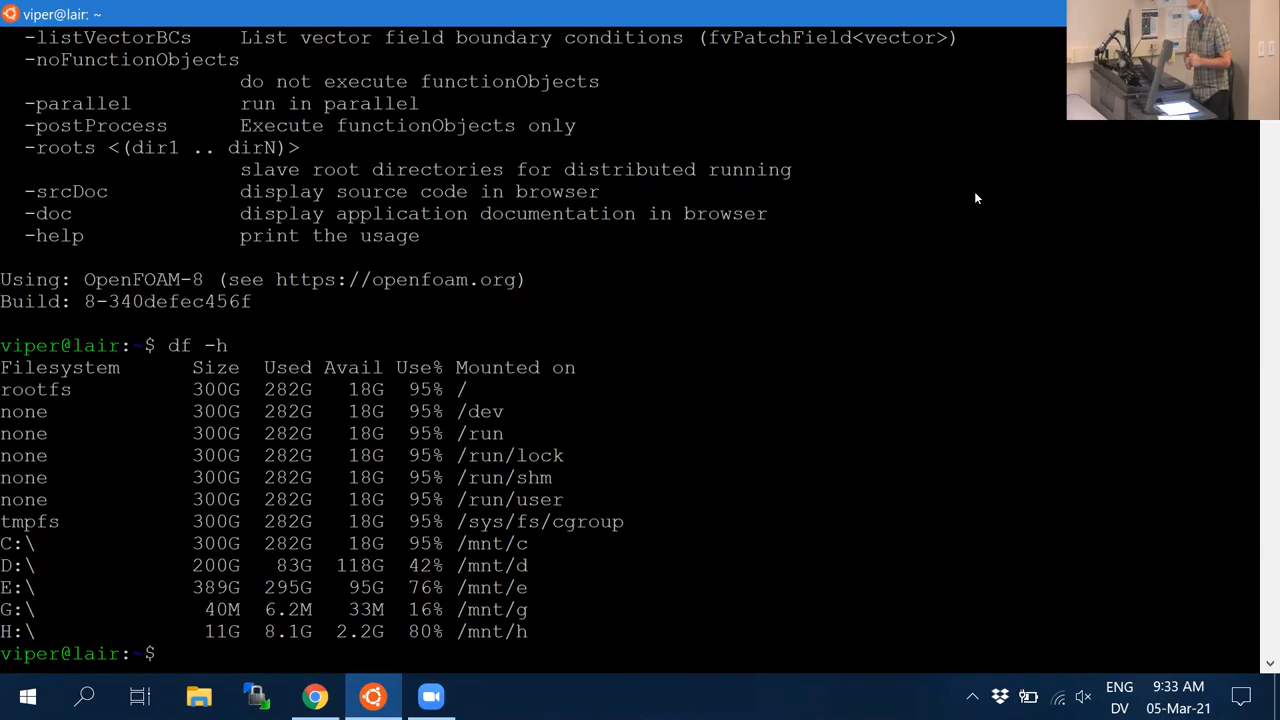 viper@lair: ~
-listVectorBCs    List vector field boundary conditions (fvPatchField<vector>)
-noFunctionObjects
do not execute functionObjects
-parallel         run in parallel
-postProcess      Execute functionObjects only
-roots <(dir1 .. dirN)>
slave root directories for distributed running
-srcDoc           display source code in browser
-doc              display application documentation in browser
-help             print the usage
Using: OpenFOAM-8 (see https://openfoam.org)
Build: 8-340defec456f
viper@lair:~$ df -h
Filesystem      Size  Used Avail Use% Mounted on
rootfs          300G  282G   18G  95% /
none            300G  282G   18G  95% /dev
none            300G  282G   18G  95% /run
none            300G  282G   18G  95% /run/lock
none            300G  282G   18G  95% /run/shm
none            300G  282G   18G  95% /run/user
tmpfs           300G  282G   18G  95% /sys/fs/cgroup
C:\             300G  282G   18G  95% /mnt/c
D:\             200G   83G  118G  42% /mnt/d
E:\             389G  295G   95G  76% /mnt/e
G:\              40M  6.2M   33M  16% /mnt/g
H:\              11G  8.1G  2.2G  80% /mnt/h
viper@lair:~$
ENG 9:33 AM
DV 05-Mar-21